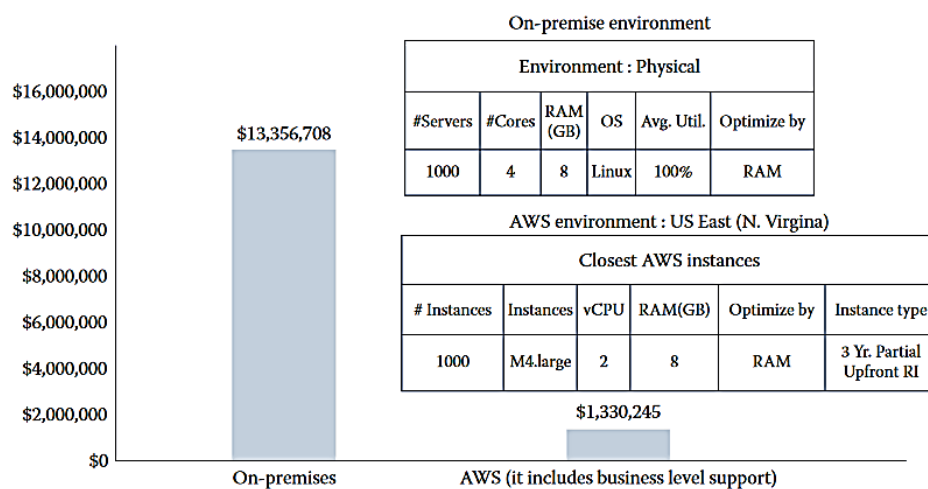 On-premise environment
Environment : Physical
#Servers #Cores RAM (GB) OS Avg. Util. Optimize by
1000 4 8 Linux 100% RAM
AWS environment : US East (N. Virgina)
Closest AWS instances
# Instances Instances vCPU RAM(GB) Optimize by Instance type
1000 M4.large 2 8 RAM 3 Yr. Partial Upfront RI
$16,000,000
$14,000,000
$12,000,000
$10,000,000
$8,000,000
$6,000,000
$4,000,000
$2,000,000
$0
$13,356,708
$1,330,245
On-premises
AWS (it includes business level support)